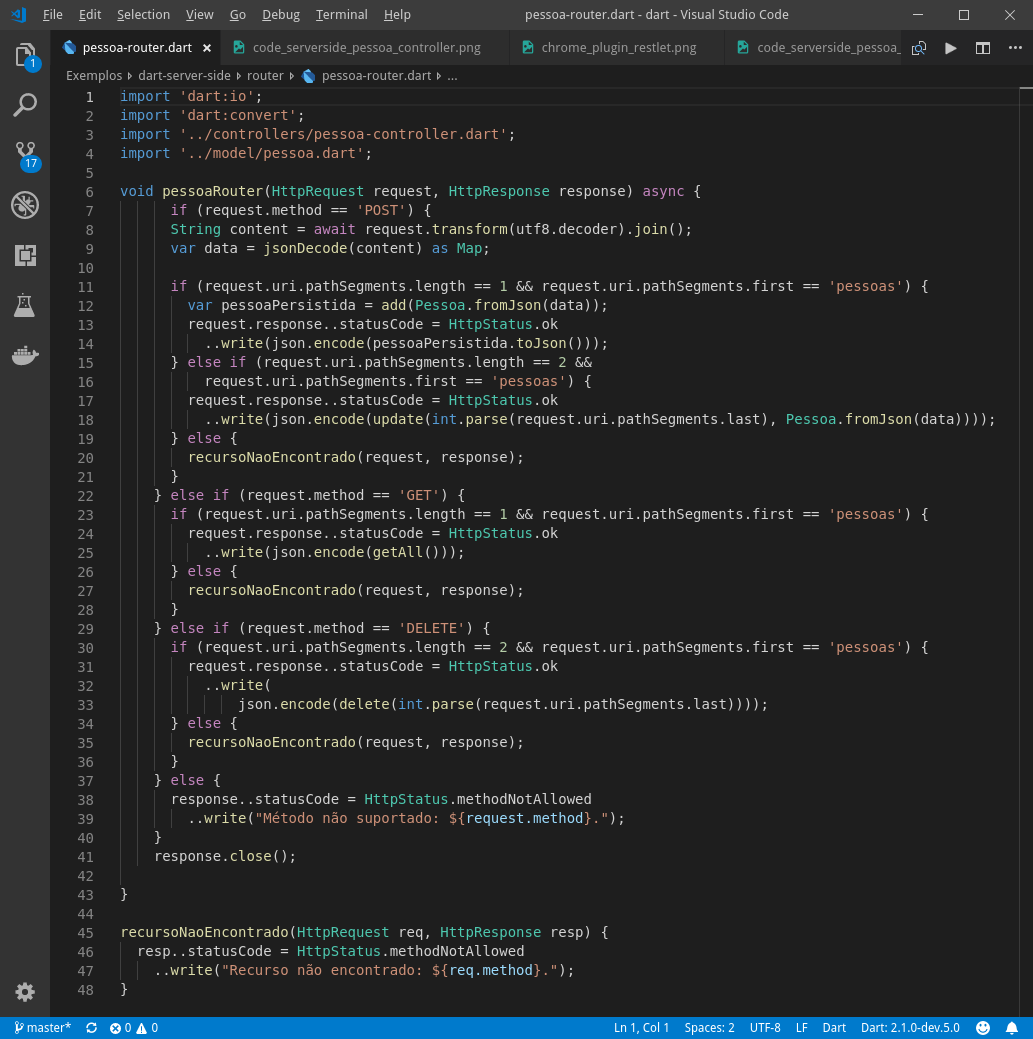 File Edit Selection View Go Debug Terminal Help pessoa-router.dart - dart - Visual Studio Code
pessoa-router.dart code_serverside_pessoa_controller.png chrome_plugin_restlet.png code_serverside_pessoa_
Exemplos dart-server-side router pessoa-router.dart ...
1
17
1 import 'dart:io';
2 import 'dart:convert';
3 import '../controllers/pessoa-controller.dart';
4 import '../model/pessoa.dart';
5
6 void pessoaRouter(HttpRequest request, HttpResponse response) async {
7 if (request.method == 'POST') {
8 String content = await request.transform(utf8.decoder).join();
9 var data = jsonDecode(content) as Map;
10
11 if (request.uri.pathSegments.length == 1 && request.uri.pathSegments.first == 'pessoas') {
12 var pessoaPersistida = add(Pessoa.fromJson(data));
13 request.response..statusCode = HttpStatus.ok
14 ..write(json.encode(pessoaPersistida.toJson()));
15 } else if (request.uri.pathSegments.length == 2 &&
16 request.uri.pathSegments.first == 'pessoas') {
17 request.response..statusCode = HttpStatus.ok
18 ..write(json.encode(update(int.parse(request.uri.pathSegments.last), Pessoa.fromJson(data))));
19 } else {
20 recursoNaoEncontrado(request, response);
21 }
22 } else if (request.method == 'GET') {
23 if (request.uri.pathSegments.length == 1 && request.uri.pathSegments.first == 'pessoas') {
24 request.response..statusCode = HttpStatus.ok
25 ..write(json.encode(getAll()));
26 } else {
27 recursoNaoEncontrado(request, response);
28 }
29 } else if (request.method == 'DELETE') {
30 if (request.uri.pathSegments.length == 2 && request.uri.pathSegments.first == 'pessoas') {
31 request.response..statusCode = HttpStatus.ok
32 ..write(
33 json.encode(delete(int.parse(request.uri.pathSegments.last))));
34 } else {
35 recursoNaoEncontrado(request, response);
36 }
37 } else {
38 response..statusCode = HttpStatus.methodNotAllowed
39 ..write("Método não suportado: ${request.method}.");
40 }
41 response.close();
42
43 }
44
45 recursoNaoEncontrado(HttpRequest req, HttpResponse resp) {
46 resp..statusCode = HttpStatus.methodNotAllowed
47 ..write("Recurso não encontrado: ${req.method}.");
48 }
master* 0 0 Ln 1, Col 1 Spaces: 2 UTF-8 LF Dart Dart: 2.1.0-dev.5.0